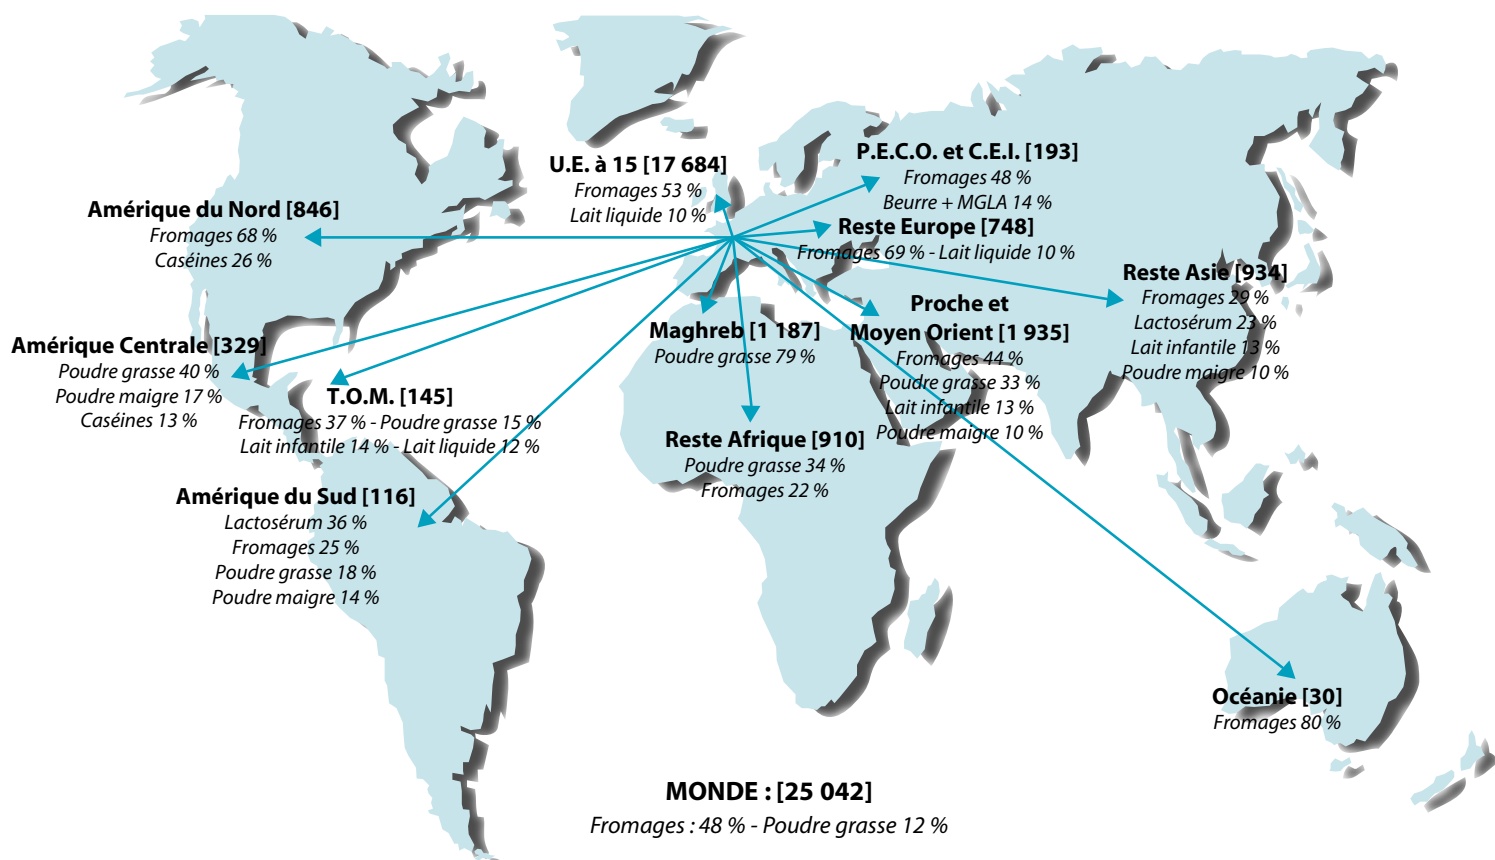 U.E. à 15 [17 684]
Fromages 53 %
Lait liquide 10 %
P.E.C.O. et C.E.I. [193]
Fromages 48 %
Beurre + MGLA 14 %
Amérique du Nord [846]
Fromages 68 %
Caséines 26 %
Reste Europe [748]
Fromages 69 % - Lait liquide 10 %
Reste Asie [934]
Fromages 29 %
Lactosérum 23 %
Lait infantile 13 %
Poudre maigre 10 %
Proche et
Moyen Orient [1 935]
Fromages 44 %
Poudre grasse 33 %
Lait infantile 13 %
Poudre maigre 10 %
Maghreb [1 187]
Poudre grasse 79 %
Amérique Centrale [329]
Poudre grasse 40 %
Poudre maigre 17 %
Caséines 13 %
T.O.M. [145]
Fromages 37 % - Poudre grasse 15 %
Lait infantile 14 % - Lait liquide 12 %
Reste Afrique [910]
Poudre grasse 34 %
Fromages 22 %
Amérique du Sud [116]
Lactosérum 36 %
Fromages 25 %
Poudre grasse 18 %
Poudre maigre 14 %
Océanie [30]
Fromages 80 %
MONDE : [25 042]
Fromages : 48 % - Poudre grasse 12 %